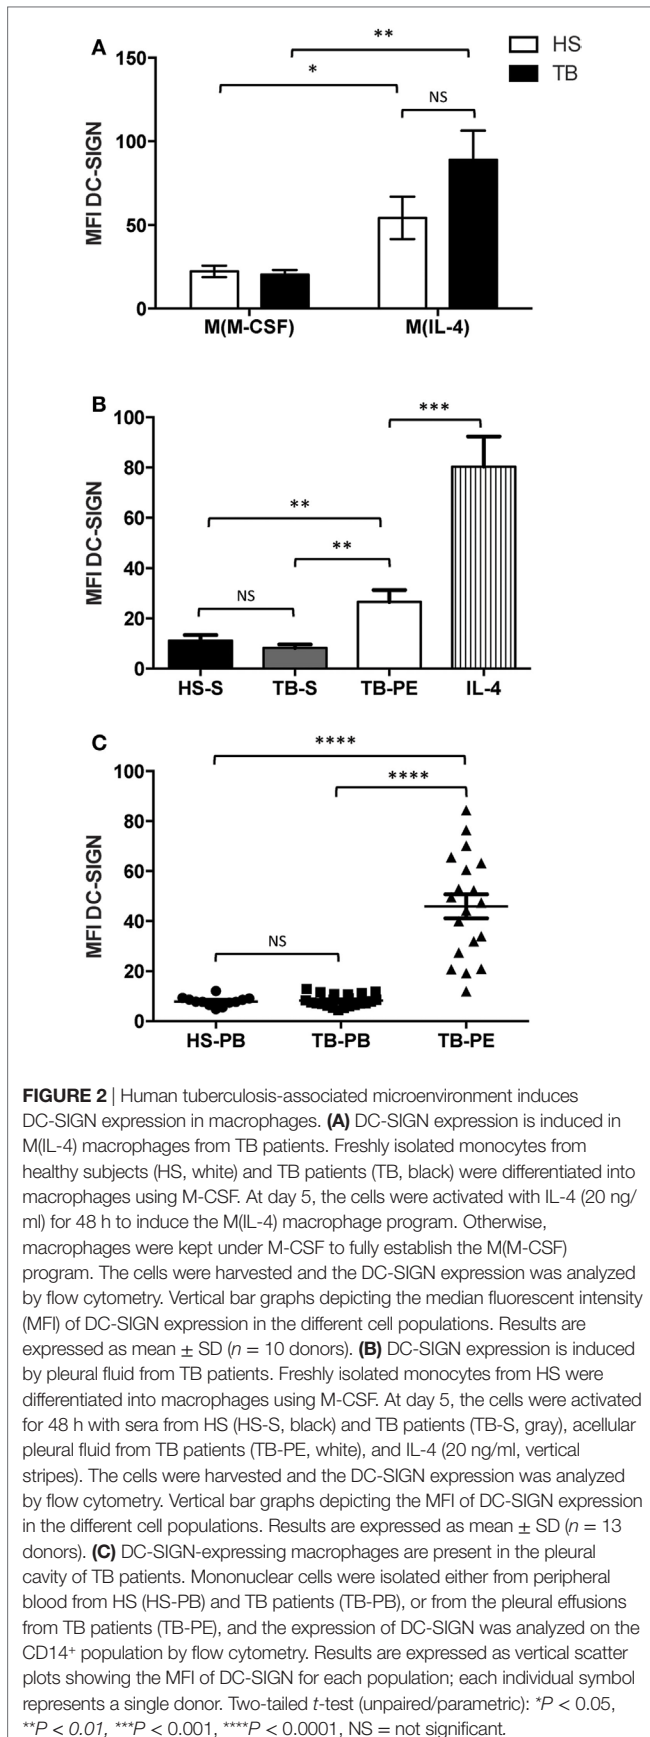 A
HS
TB
**
*
NS
MFI DC-SIGN
150
100
50
0
M(M-CSF)
M(IL-4)
B
***
**
**
NS
MFI DC-SIGN
100
80
60
40
20
0
HS-S
TB-S
TB-PE
IL-4
C
****
****
NS
MFI DC-SIGN
100
80
60
40
20
0
HS-PB
TB-PB
TB-PE
FIGURE 2 | Human tuberculosis-associated microenvironment induces
DC-SIGN expression in macrophages. (A) DC-SIGN expression is induced in
M(IL-4) macrophages from TB patients. Freshly isolated monocytes from
healthy subjects (HS, white) and TB patients (TB, black) were differentiated into
macrophages using M-CSF. At day 5, the cells were activated with IL-4 (20 ng/
ml) for 48 h to induce the M(IL-4) macrophage program. Otherwise,
macrophages were kept under M-CSF to fully establish the M(M-CSF)
program. The cells were harvested and the DC-SIGN expression was analyzed
by flow cytometry. Vertical bar graphs depicting the median fluorescent intensity
(MFI) of DC-SIGN expression in the different cell populations. Results are
expressed as mean ± SD (n = 10 donors). (B) DC-SIGN expression is induced
by pleural fluid from TB patients. Freshly isolated monocytes from HS were
differentiated into macrophages using M-CSF. At day 5, the cells were activated
for 48 h with sera from HS (HS-S, black) and TB patients (TB-S, gray), acellular
pleural fluid from TB patients (TB-PE, white), and IL-4 (20 ng/ml, vertical
stripes). The cells were harvested and the DC-SIGN expression was analyzed
by flow cytometry. Vertical bar graphs depicting the MFI of DC-SIGN expression
in the different cell populations. Results are expressed as mean ± SD (n = 13
donors). (C) DC-SIGN-expressing macrophages are present in the pleural
cavity of TB patients. Mononuclear cells were isolated either from peripheral
blood from HS (HS-PB) and TB patients (TB-PB), or from the pleural effusions
from TB patients (TB-PE), and the expression of DC-SIGN was analyzed on the
CD14⁺ population by flow cytometry. Results are expressed as vertical scatter
plots showing the MFI of DC-SIGN for each population; each individual symbol
represents a single donor. Two-tailed t-test (unpaired/parametric): *P < 0.05,
**P < 0.01, ***P < 0.001, ****P < 0.0001, NS = not significant.